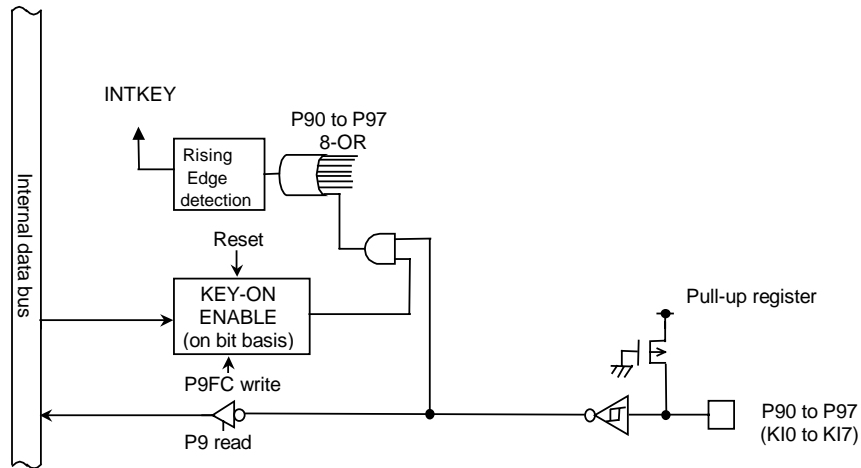 INTKEY
P90 to P97
8-OR
Rising
Edge
detection
Internal data bus
Reset
KEY-ON
ENABLE
(on bit basis)
Pull-up register
P9FC write
P9 read
P90 to P97
(KI0 to KI7)